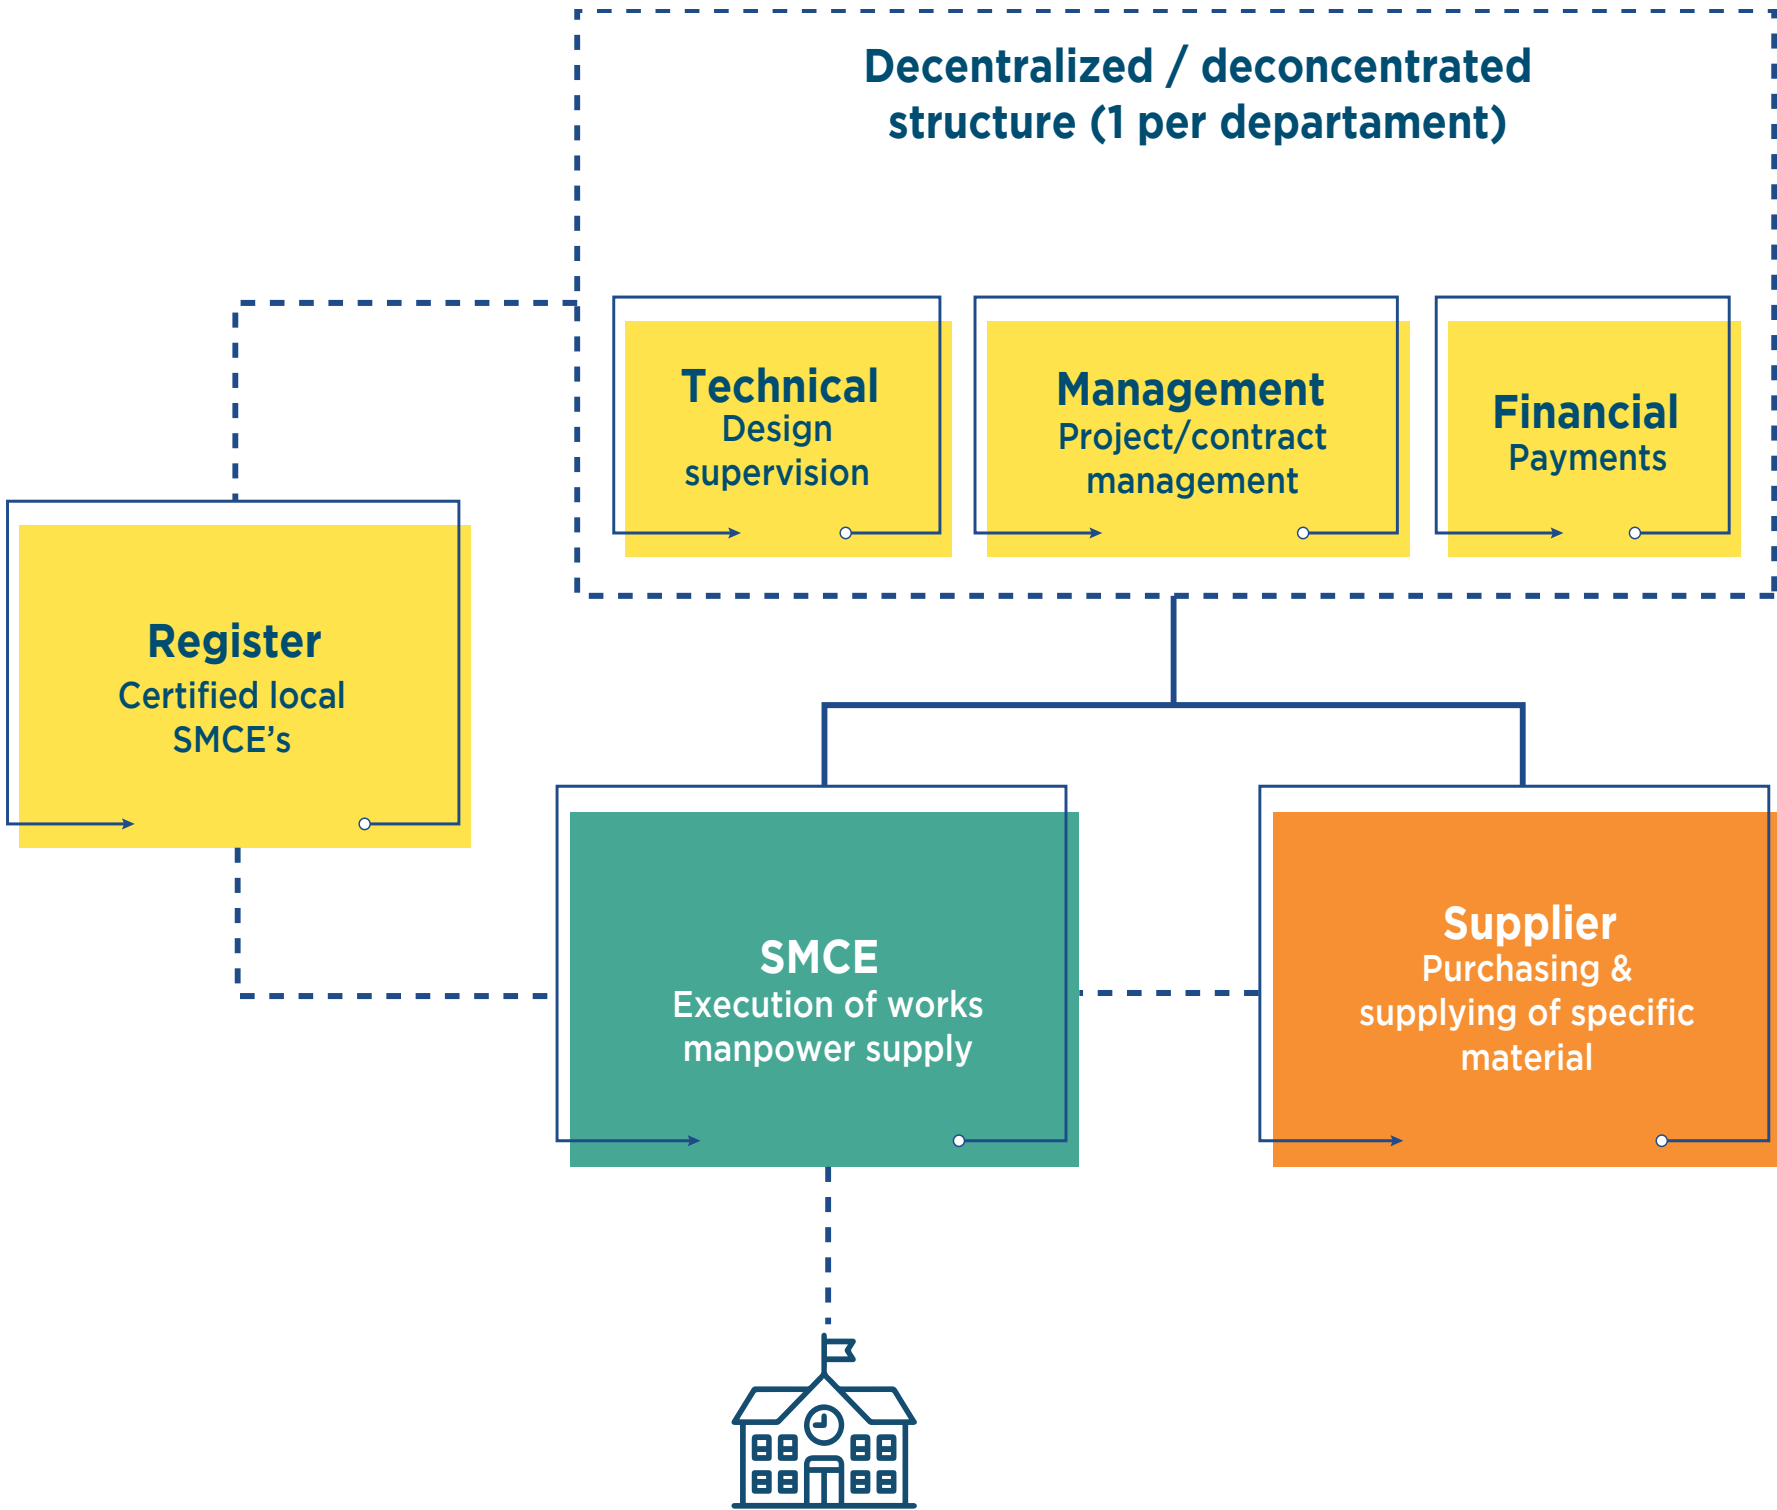 Decentralized / deconcentrated
structure (1 per departament)
Technical
Design
supervision
Management
Project/contract
management
Financial
Payments
Register
Certified local
SMCE’s
SMCE
Execution of works
manpower supply
Supplier
Purchasing &
supplying of specific
material